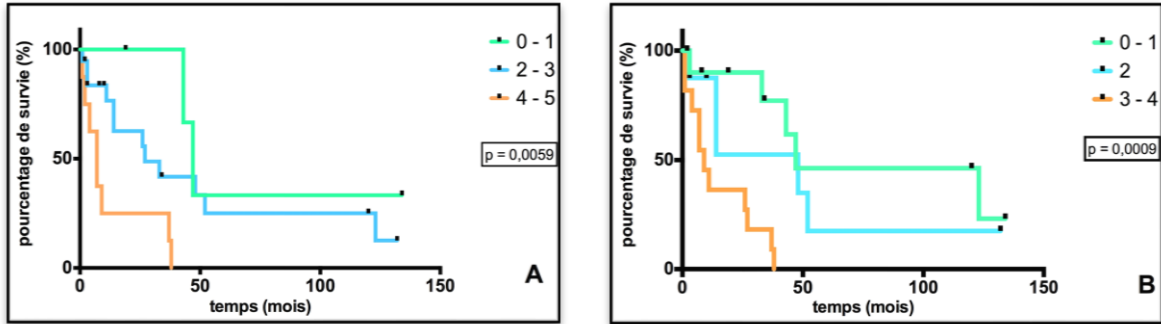 pourcentage de survie (%)
100
50
0
0 50 100 150
temps (mois)
0 - 1
2 - 3
4 - 5
p = 0,0059
A
pourcentage de survie (%)
100
50
0
0 50 100 150
temps (mois)
0 - 1
2
3 - 4
p = 0,0009
B